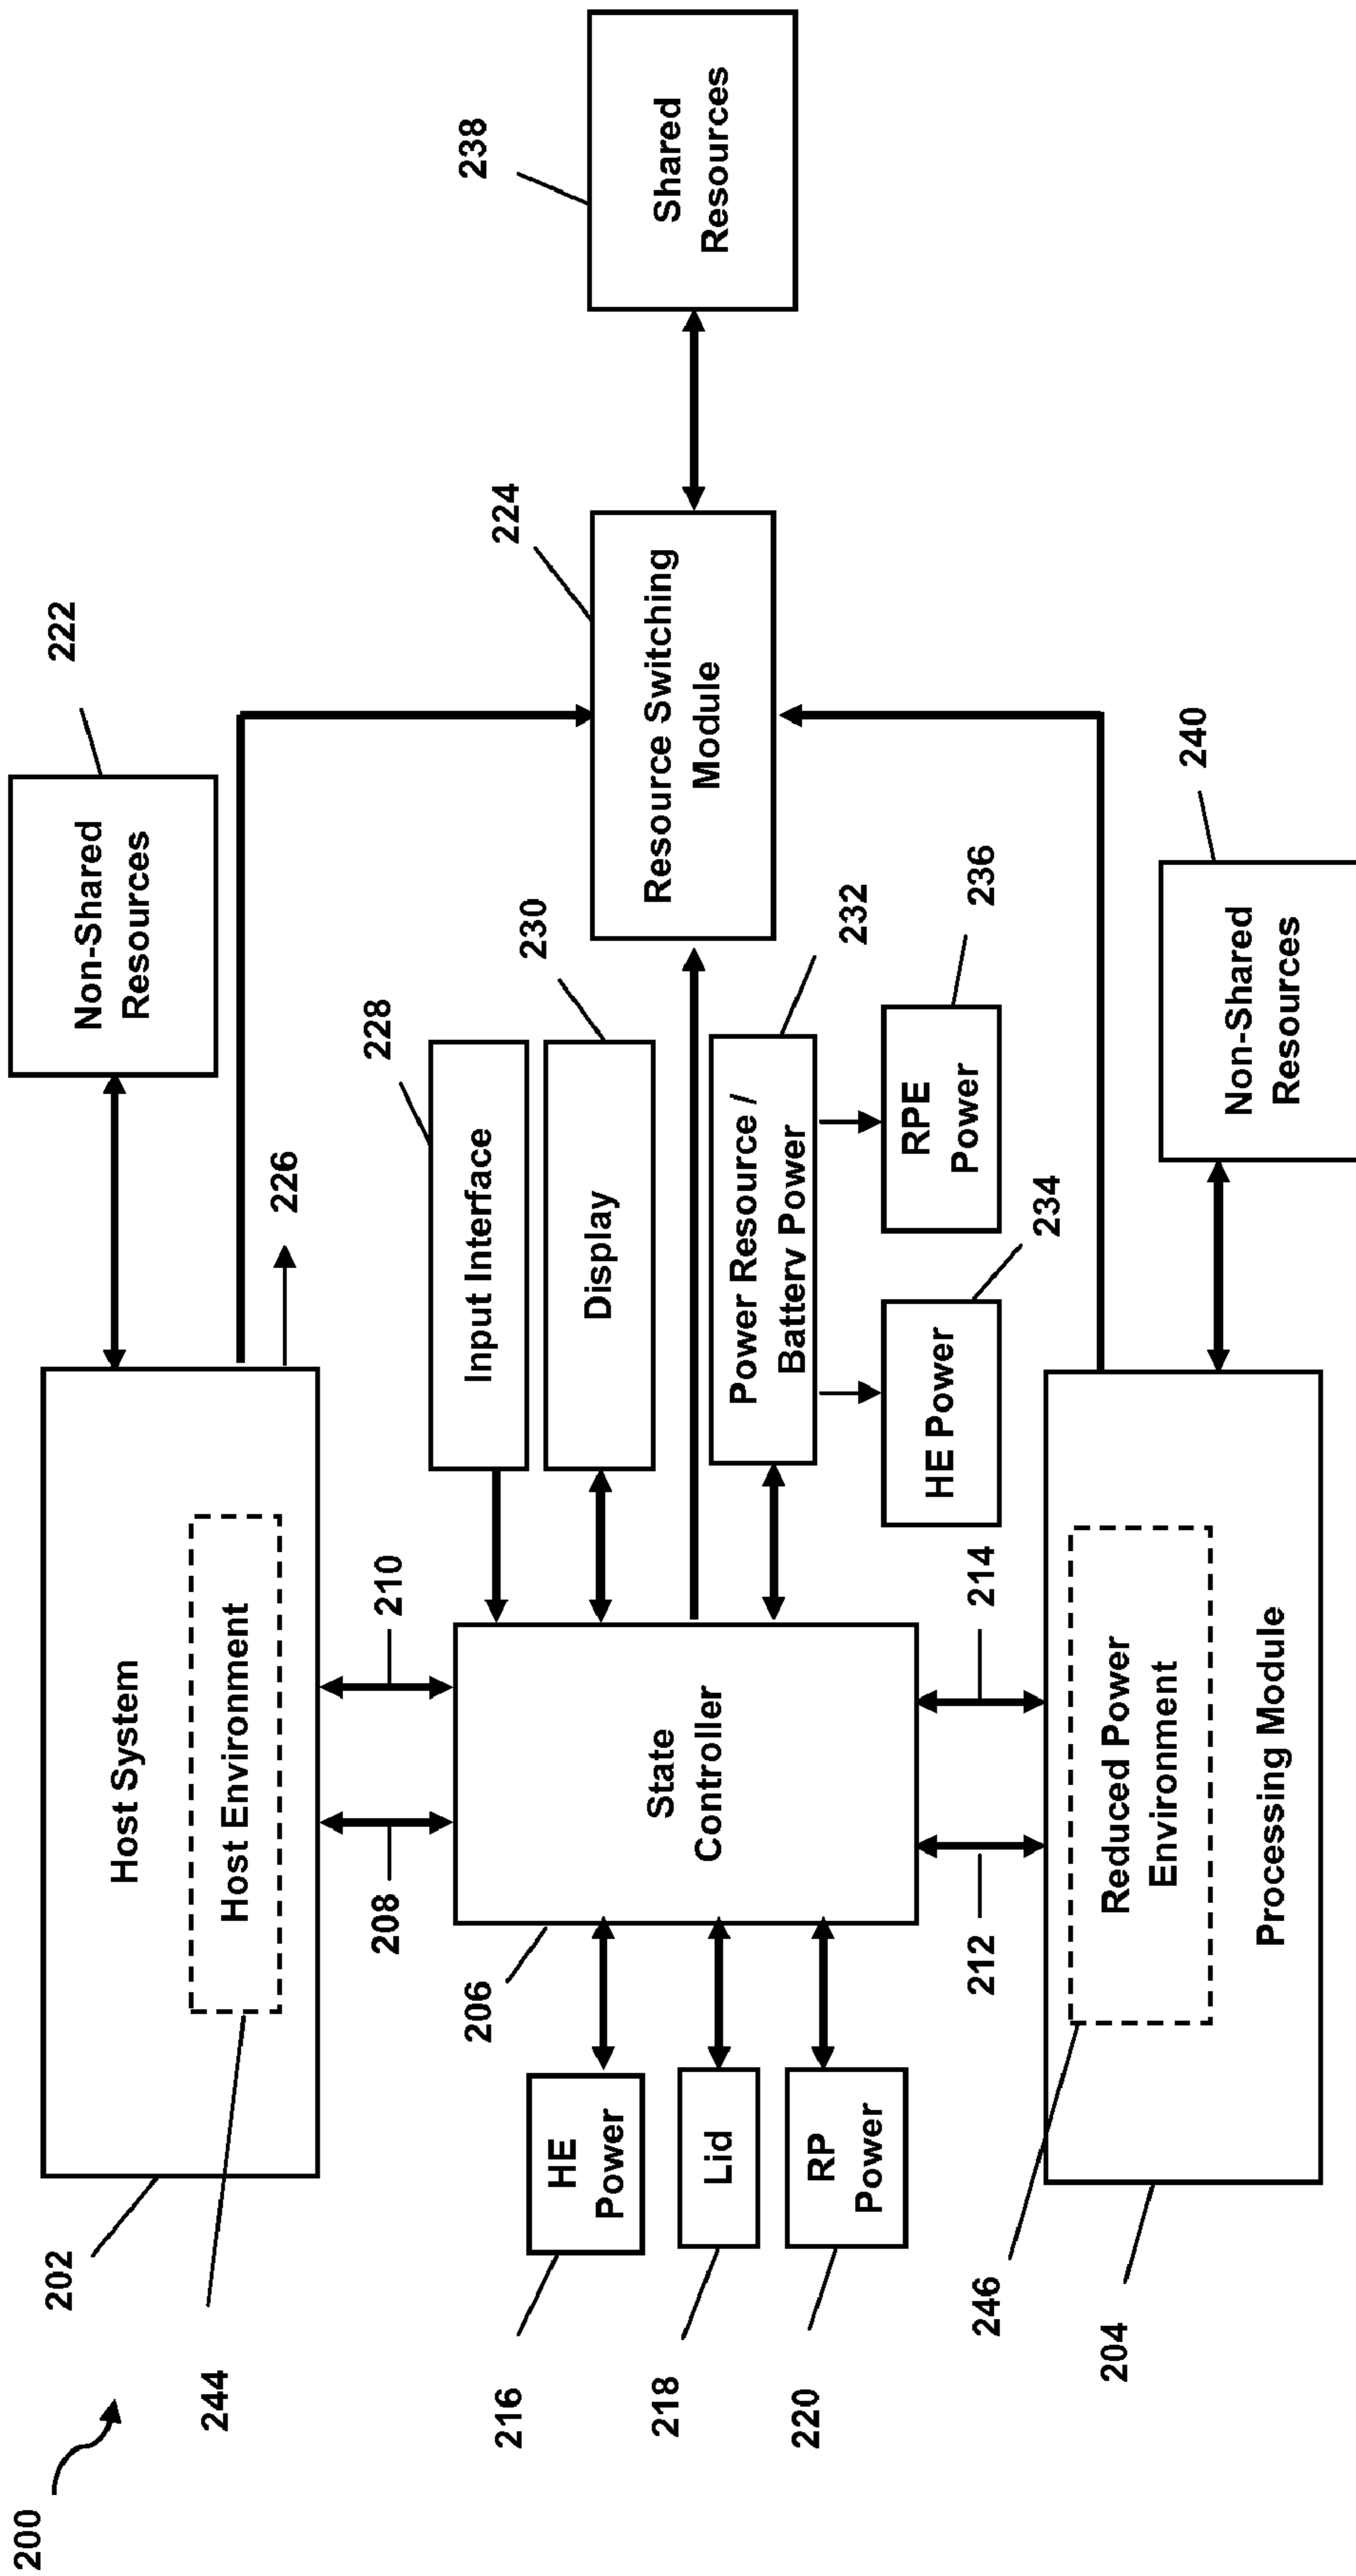 200
202
244
Host System
Host Environment
222
Non-Shared
Resources
226
208
210
206
State
Controller
216
HE
Power
218
Lid
220
RP
Power
228
Input Interface
230
Display
232
Power Resource /
Battery Power
234
HE Power
236
RPE
Power
224
Resource Switching
Module
238
Shared
Resources
212
214
246
204
Reduced Power
Environment
Processing Module
240
Non-Shared
Resources